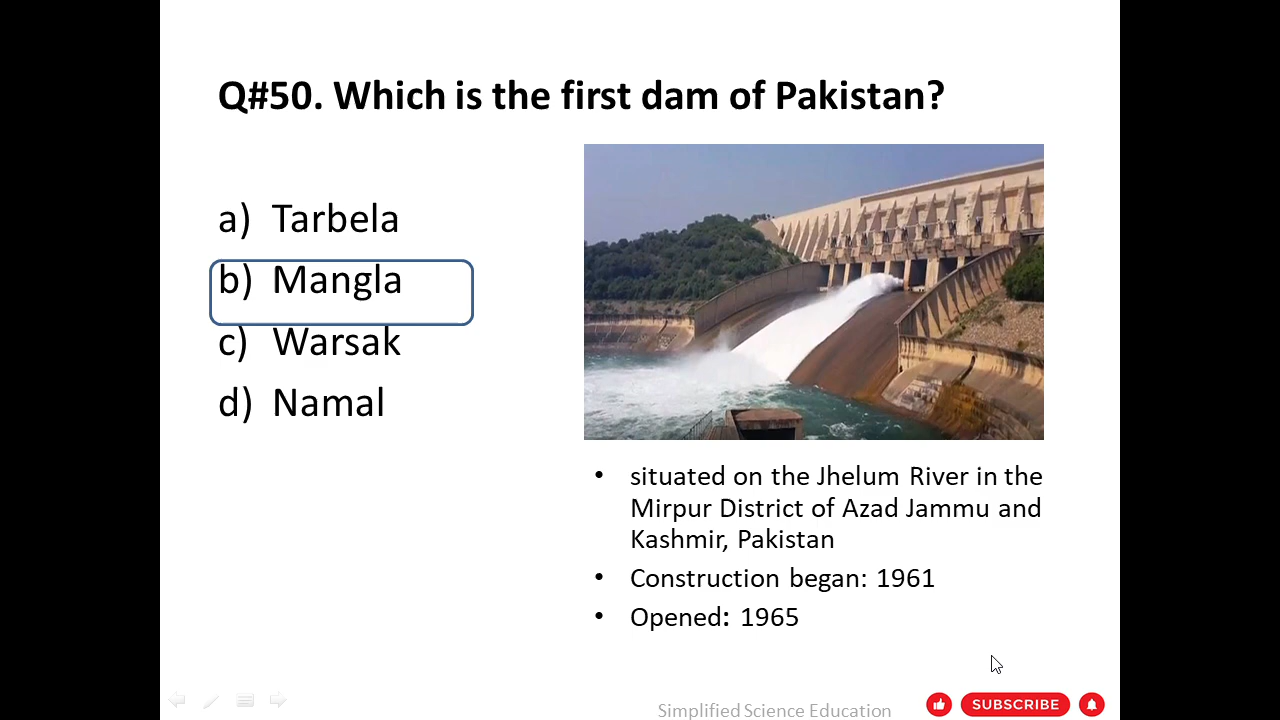 Q#50. Which is the first dam of Pakistan?
a) Tarbela
b) Mangla
c) Warsak
d) Namal
• situated on the Jhelum River in the
Mirpur District of Azad Jammu and
Kashmir, Pakistan
• Construction began: 1961
• Opened: 1965
Simplified Science Education
SUBSCRIBE